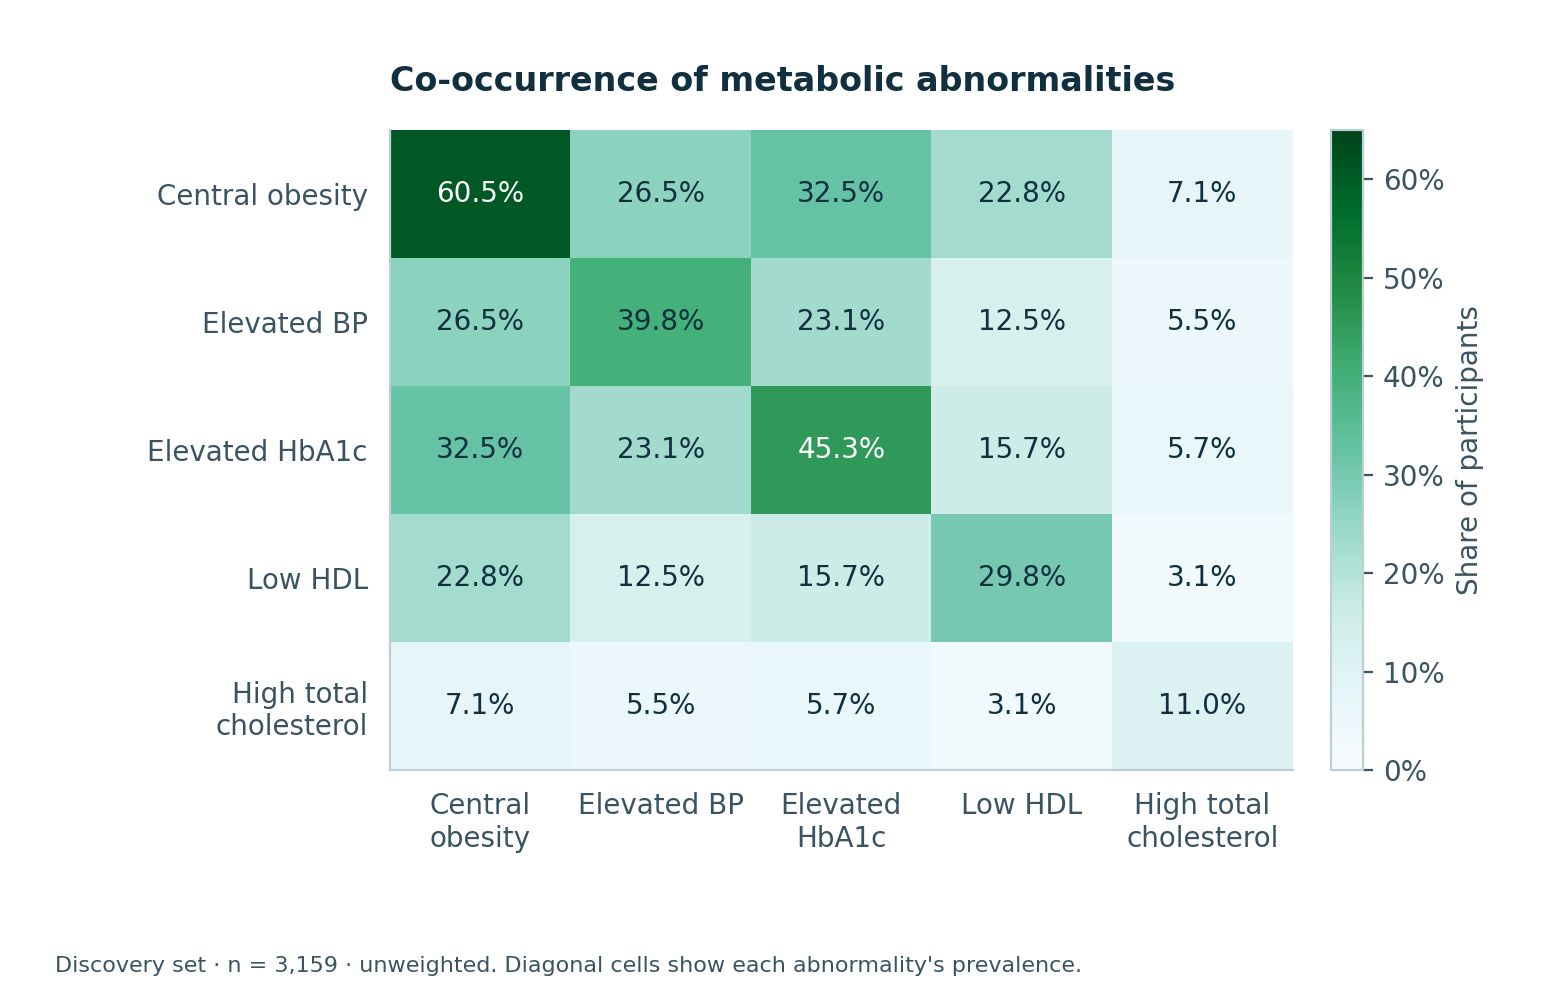 Co-occurrence of metabolic abnormalities
Central obesity 60.5% 26.5% 32.5% 22.8% 7.1%
Elevated BP 26.5% 39.8% 23.1% 12.5% 5.5%
Elevated HbA1c 32.5% 23.1% 45.3% 15.7% 5.7%
Low HDL 22.8% 12.5% 15.7% 29.8% 3.1%
High total
cholesterol
7.1% 5.5% 5.7% 3.1% 11.0%
Central Elevated BP Elevated Low HDL High total
obesity HbA1c cholesterol
60%
50%
40%
30%
20%
10%
0%
Share of participants
Discovery set · n = 3,159 · unweighted. Diagonal cells show each abnormality's prevalence.